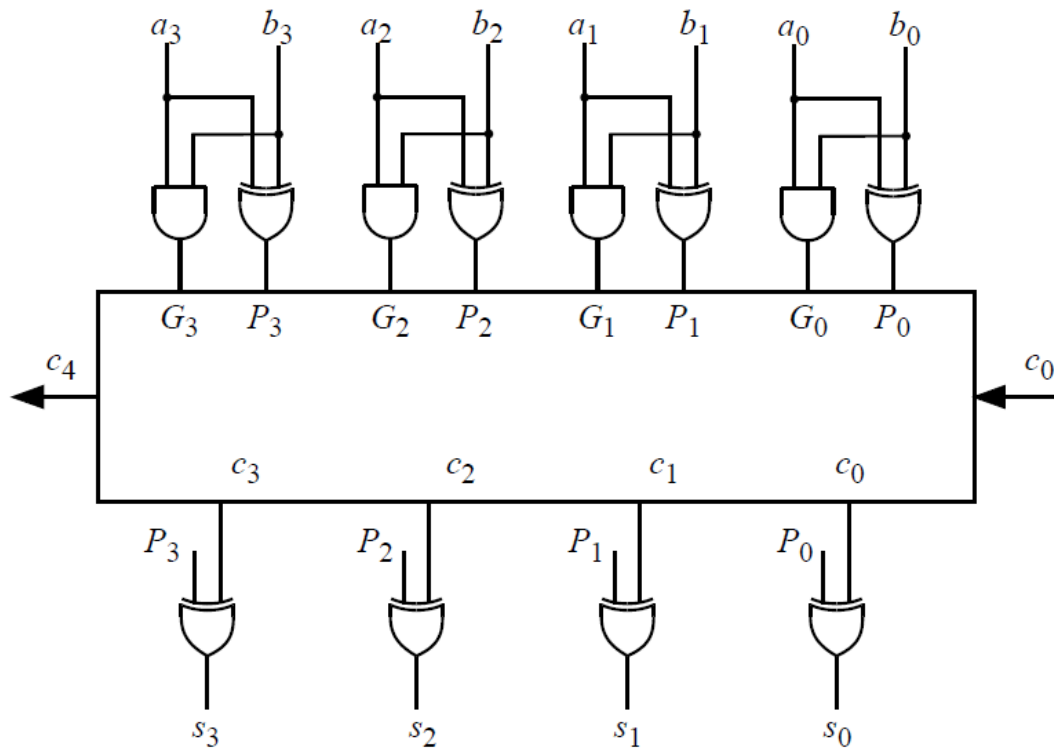 a3 b3 a2 b2 a1 b1 a0 b0
G3 P3 G2 P2 G1 P1 G0 P0
c4 c0
c3 c2 c1 c0
P3 P2 P1 P0
s3 s2 s1 s0